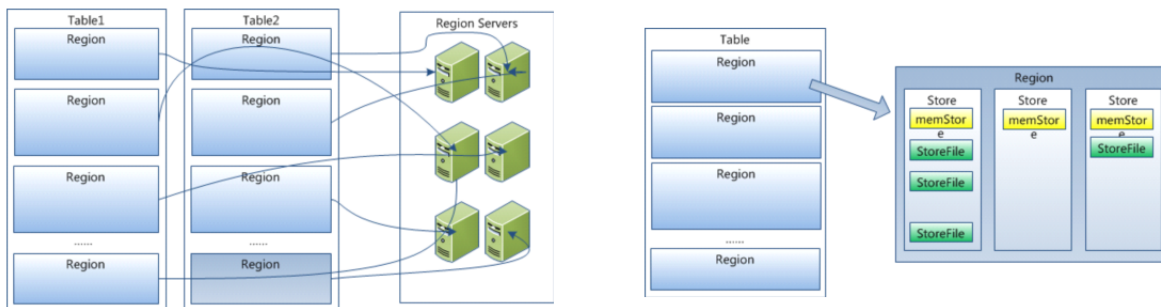 Table1
Region
Region
Region
......
Region
Table2
Region
Region
Region
......
Region
Region Servers
Table
Region
Region
Region
......
Region
Region
Store
memStor
e
StoreFile
StoreFile
StoreFile
Store
memStor
e
Store
memStor
e
StoreFile